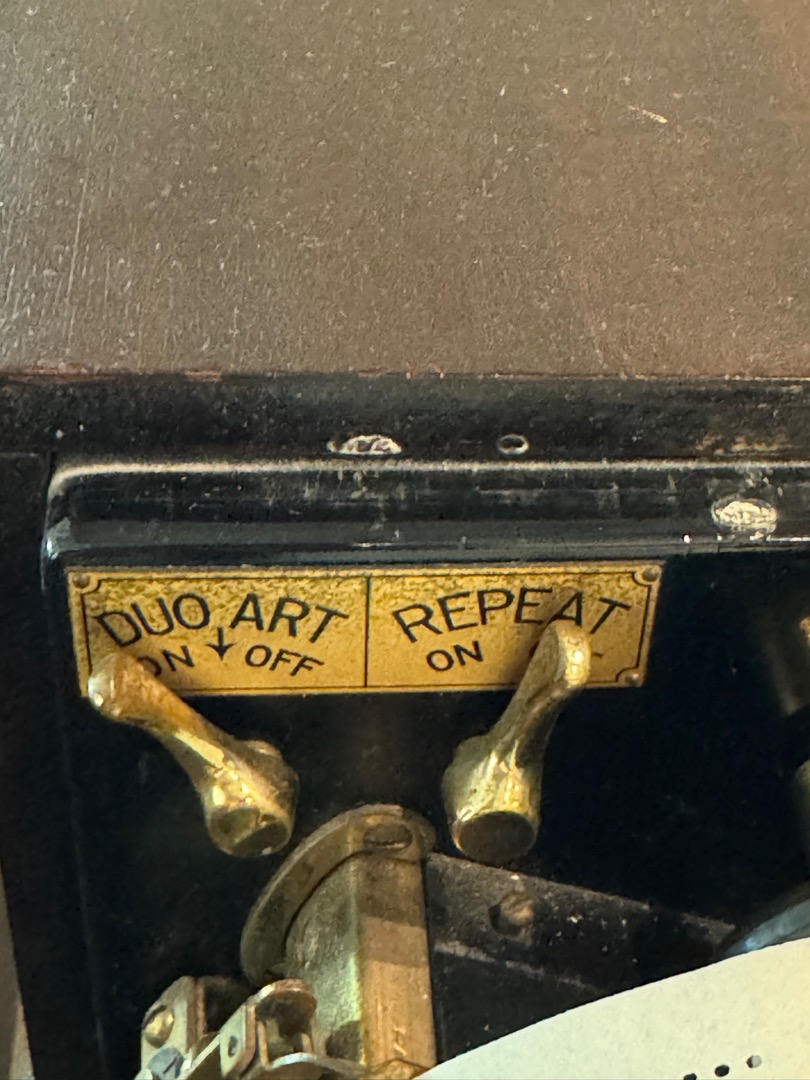 DUO ART
ON ↓ OFF
REPEAT
ON